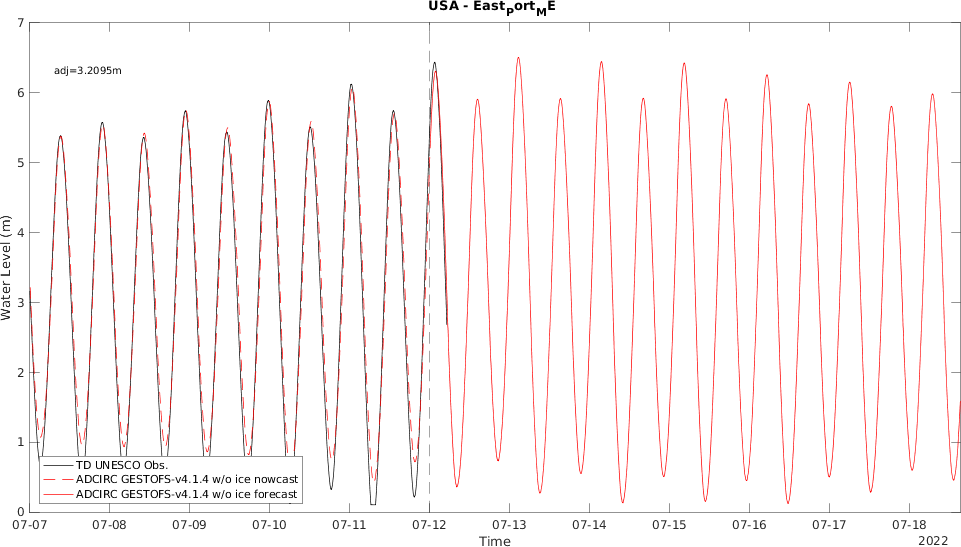 USA - EastPortME
7
adj=3.2095m
6
5
4
Water Level (m)
3
2
1
TD UNESCO Obs.
ADCIRC GESTOFS-v4.1.4 w/o ice nowcast
ADCIRC GESTOFS-v4.1.4 w/o ice forecast
0
07-07 07-08 07-09 07-10 07-11 07-12 07-13 07-14 07-15 07-16 07-17 07-18
Time
2022